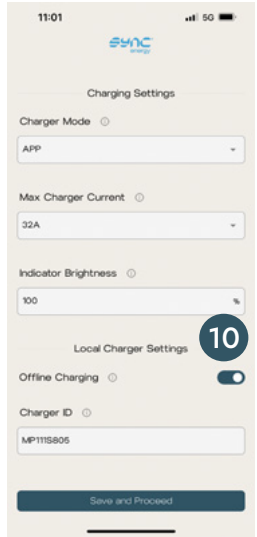 11:01 5G
sync
energy
Charging Settings
Charger Mode
APP
Max Charger Current
32A
Indicator Brightness
100 %
10
Local Charger Settings
Offline Charging
Charger ID
MP111S805
Save and Proceed